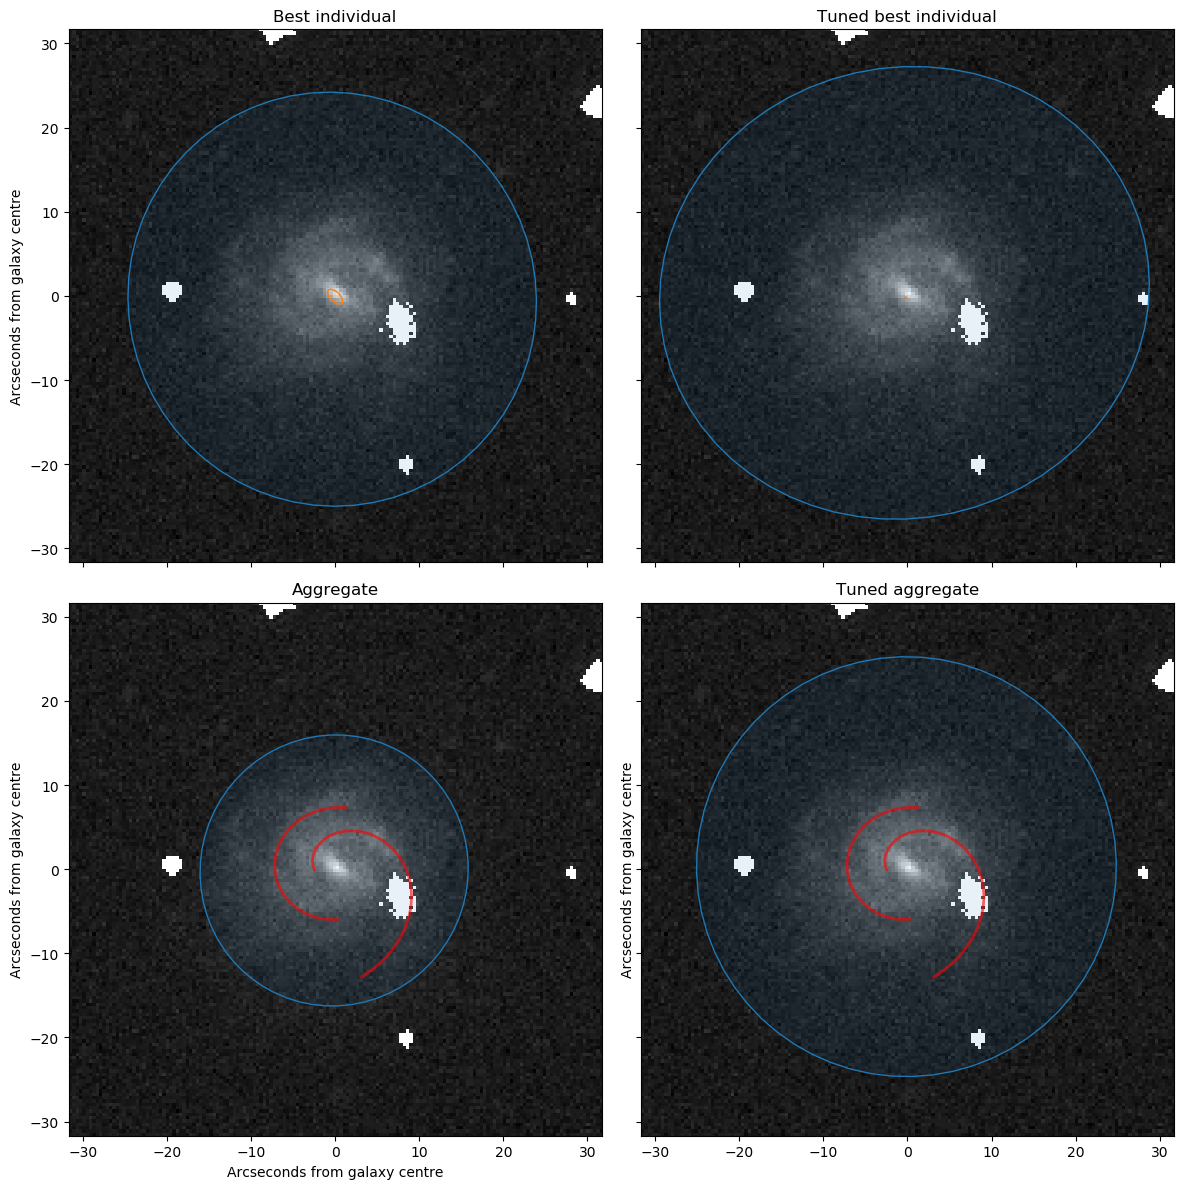 Best individual
Tuned best individual
30
20
10
0
−10
−20
−30
Arcseconds from galaxy centre
Aggregate
Tuned aggregate
30
20
10
0
−10
−20
−30
Arcseconds from galaxy centre
Arcseconds from galaxy centre
−30 −20 −10 0 10 20 30
−30 −20 −10 0 10 20 30
Arcseconds from galaxy centre